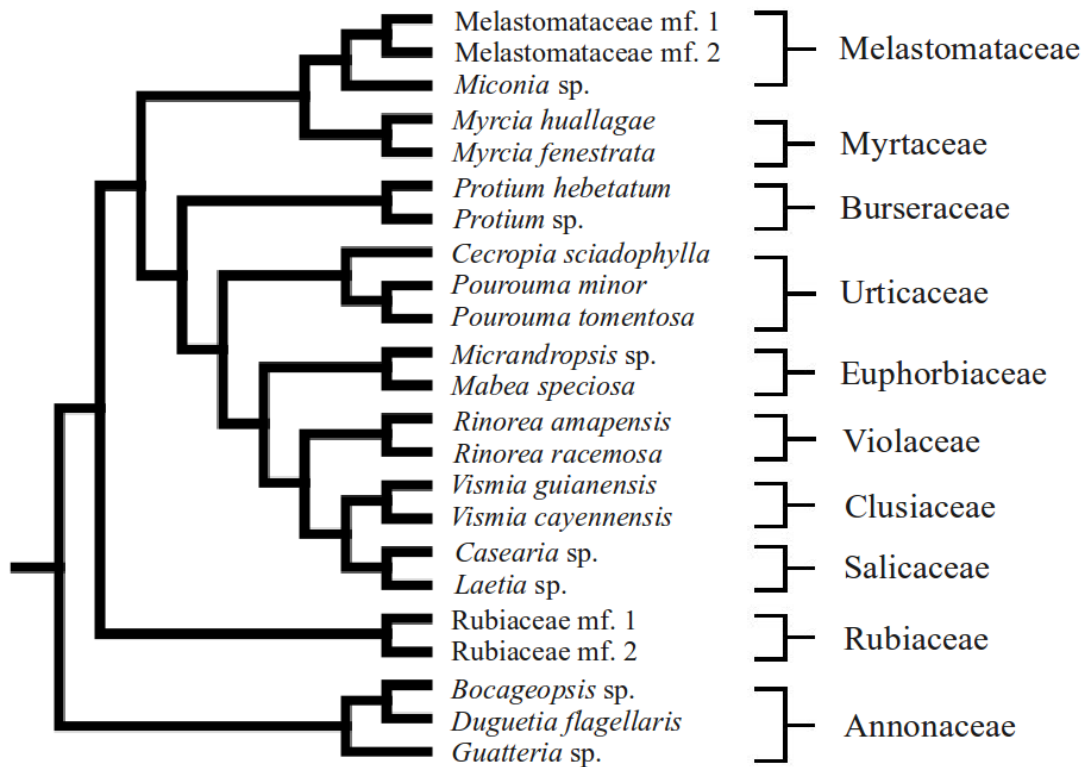 Melastomataceae mf. 1
Melastomataceae mf. 2
Miconia sp.
Melastomataceae
Myrcia huallagae
Myrcia fenestrata
Myrtaceae
Protium hebetatum
Protium sp.
Burseraceae
Cecropia sciadophylla
Pourouma minor
Pourouma tomentosa
Urticaceae
Micrandropsis sp.
Mabea speciosa
Euphorbiaceae
Rinorea amapensis
Rinorea racemosa
Violaceae
Vismia guianensis
Vismia cayennensis
Clusiaceae
Casearia sp.
Laetia sp.
Salicaceae
Rubiaceae mf. 1
Rubiaceae mf. 2
Rubiaceae
Bocageopsis sp.
Duguetia flagellaris
Guatteria sp.
Annonaceae